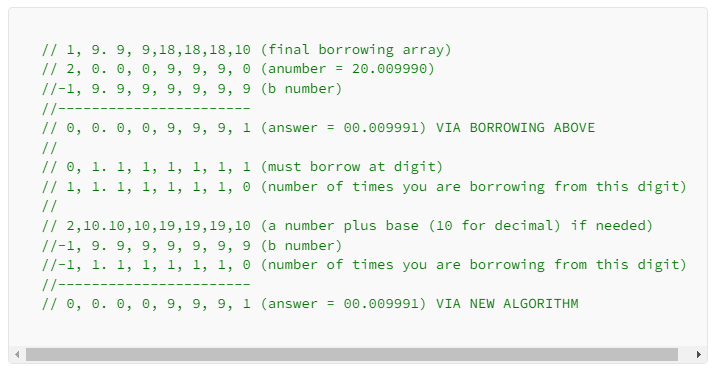 // 1, 9. 9, 9,18,18,18,10 (final borrowing array)
// 2, 0. 0, 0, 9, 9, 9, 0 (anumber = 20.009990)
//-1, 9. 9, 9, 9, 9, 9, 9 (b number)
//------------------------
// 0, 0. 0, 0, 9, 9, 9, 1 (answer = 00.009991) VIA BORROWING ABOVE
//
// 0, 1. 1, 1, 1, 1, 1, 1 (must borrow at digit)
// 1, 1. 1, 1, 1, 1, 1, 0 (number of times you are borrowing from this digit)
//
// 2,10.10,10,19,19,19,10 (a number plus base (10 for decimal) if needed)
//-1, 9. 9, 9, 9, 9, 9, 9 (b number)
//-1, 1. 1, 1, 1, 1, 1, 0 (number of times you are borrowing from this digit)
//------------------------
// 0, 0. 0, 0, 9, 9, 9, 1 (answer = 00.009991) VIA NEW ALGORITHM